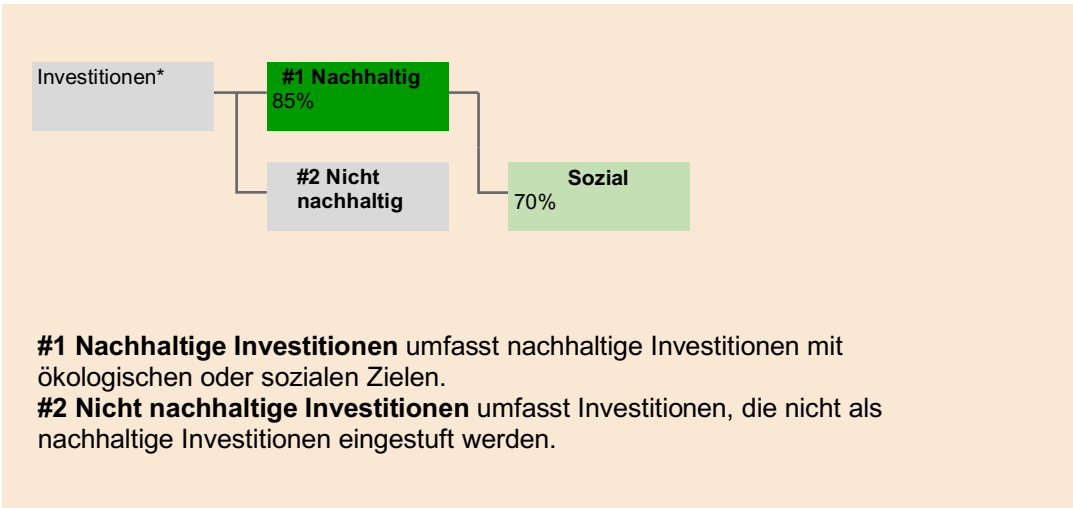 Investitionen*
#1 Nachhaltig
85%
#2 Nicht
nachhaltig
Sozial
70%
#1 Nachhaltige Investitionen umfasst nachhaltige Investitionen mit
ökologischen oder sozialen Zielen.
#2 Nicht nachhaltige Investitionen umfasst Investitionen, die nicht als
nachhaltige Investitionen eingestuft werden.